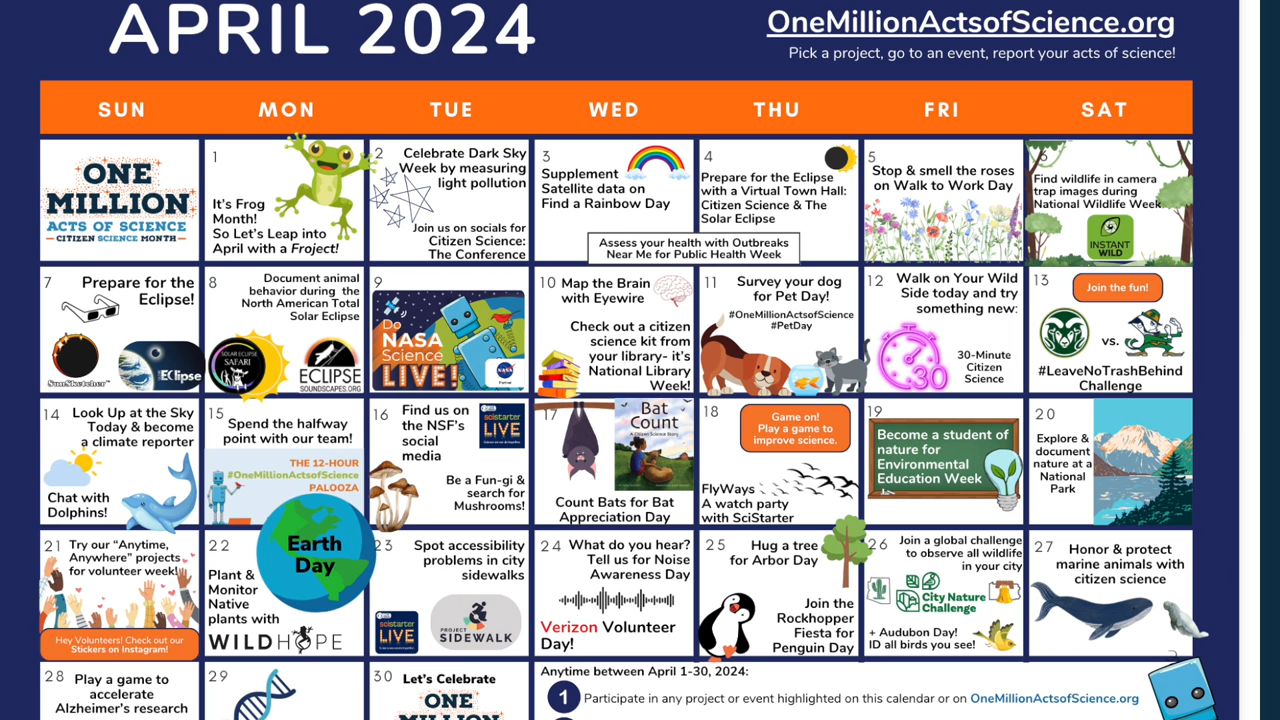 APRIL 2024
OneMillionActsofScience.org
Pick a project, go to an event, report your acts of science!
SUN MON TUE WED THU FRI SAT
ONE
MILLION
ACTS OF SCIENCE
CITIZEN SCIENCE MONTH
1
It's Frog
Month!
So Let's Leap into
April with a Project!
2
Celebrate Dark Sky
Week by measuring
light pollution
Join us on socials for
Citizen Science:
The Conference
3
Supplement
Satellite data on
Find a Rainbow Day
4
Prepare for the Eclipse
with a Virtual Town Hall:
Citizen Science & The
Solar Eclipse
Assess your health with Outbreaks
Near Me for Public Health Week
5
Stop & smell the roses
on Walk to Work Day
6
Find wildlife in camera
trap images during
National Wildlife Week
INSTANT
WILD
7
Prepare for the
Eclipse!
SunSketcher™
ECLipse
8
Document animal
behavior during the
North American Total
Solar Eclipse
SOLAR ECLIPSE
SAFARI
ECLIPSE
SOUNDSCAPES.ORG
9
Do
NASA
Science
LIVE!
NASA
Partner
10
Map the Brain
with Eyewire
Check out a citizen
science kit from
your library- it's
National Library
Week!
11
Survey your dog
for Pet Day!
#OneMillionActsofScience
#PetDay
12
Walk on Your Wild
Side today and try
something new:
30
30-Minute
Citizen
Science
13
Join the fun!
vs.
#LeaveNoTrashBehind
Challenge
14
Look Up at the Sky
Today & become
a climate reporter
Chat with
Dolphins!
15
Spend the halfway
point with our team!
THE 12-HOUR
#OneMillionActsofScience
PALOOZA
16
Find us on
the NSF's
social
media
scistarter
LIVE
Be a Fun-gi &
search for
Mushrooms!
17
Bat
Count
A Citizen Science Story
Count Bats for Bat
Appreciation Day
18
Game on!
Play a game to
improve science.
FlyWays
A watch party
with SciStarter
19
Become a student of
nature for
Environmental
Education Week
20
Explore &
document
nature at a
National
Park
21
Try our "Anytime,
Anywhere" projects
for volunteer week!
Hey Volunteers! Check out our
Stickers on Instagram!
22
Earth
Day
Plant &
Monitor
Native
plants with
WILDHOPE
23
Spot accessibility
problems in city
sidewalks
scistarter
LIVE
PROJECT
SIDEWALK
24
What do you hear?
Tell us for Noise
Awareness Day
Verizon Volunteer
Day!
25
Hug a tree
for Arbor Day
Join the
Rockhopper
Fiesta for
Penguin Day
26
Join a global challenge
to observe all wildlife
in your city
City Nature
Challenge
+ Audubon Day!
ID all birds you see!
27
Honor & protect
marine animals with
citizen science
28
Play a game to
accelerate
Alzheimer's research
29
30
Let's Celebrate
ONE
MILLION
Anytime between April 1-30, 2024:
1 Participate in any project or event highlighted on this calendar or on OneMillionActsofScience.org